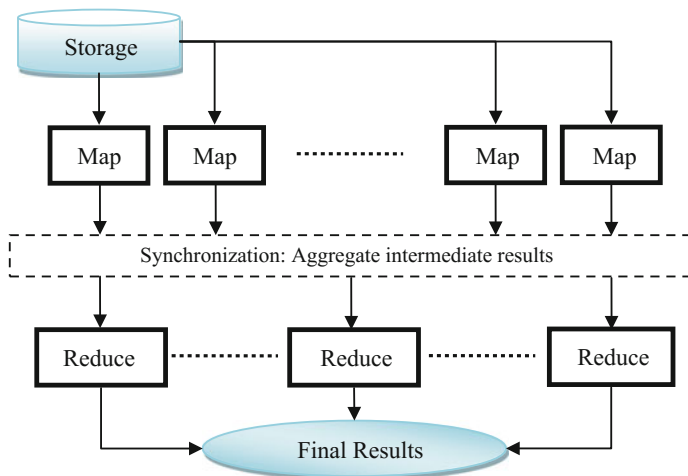 Storage
Map Map Map Map
Synchronization: Aggregate intermediate results
Reduce Reduce Reduce
Final Results